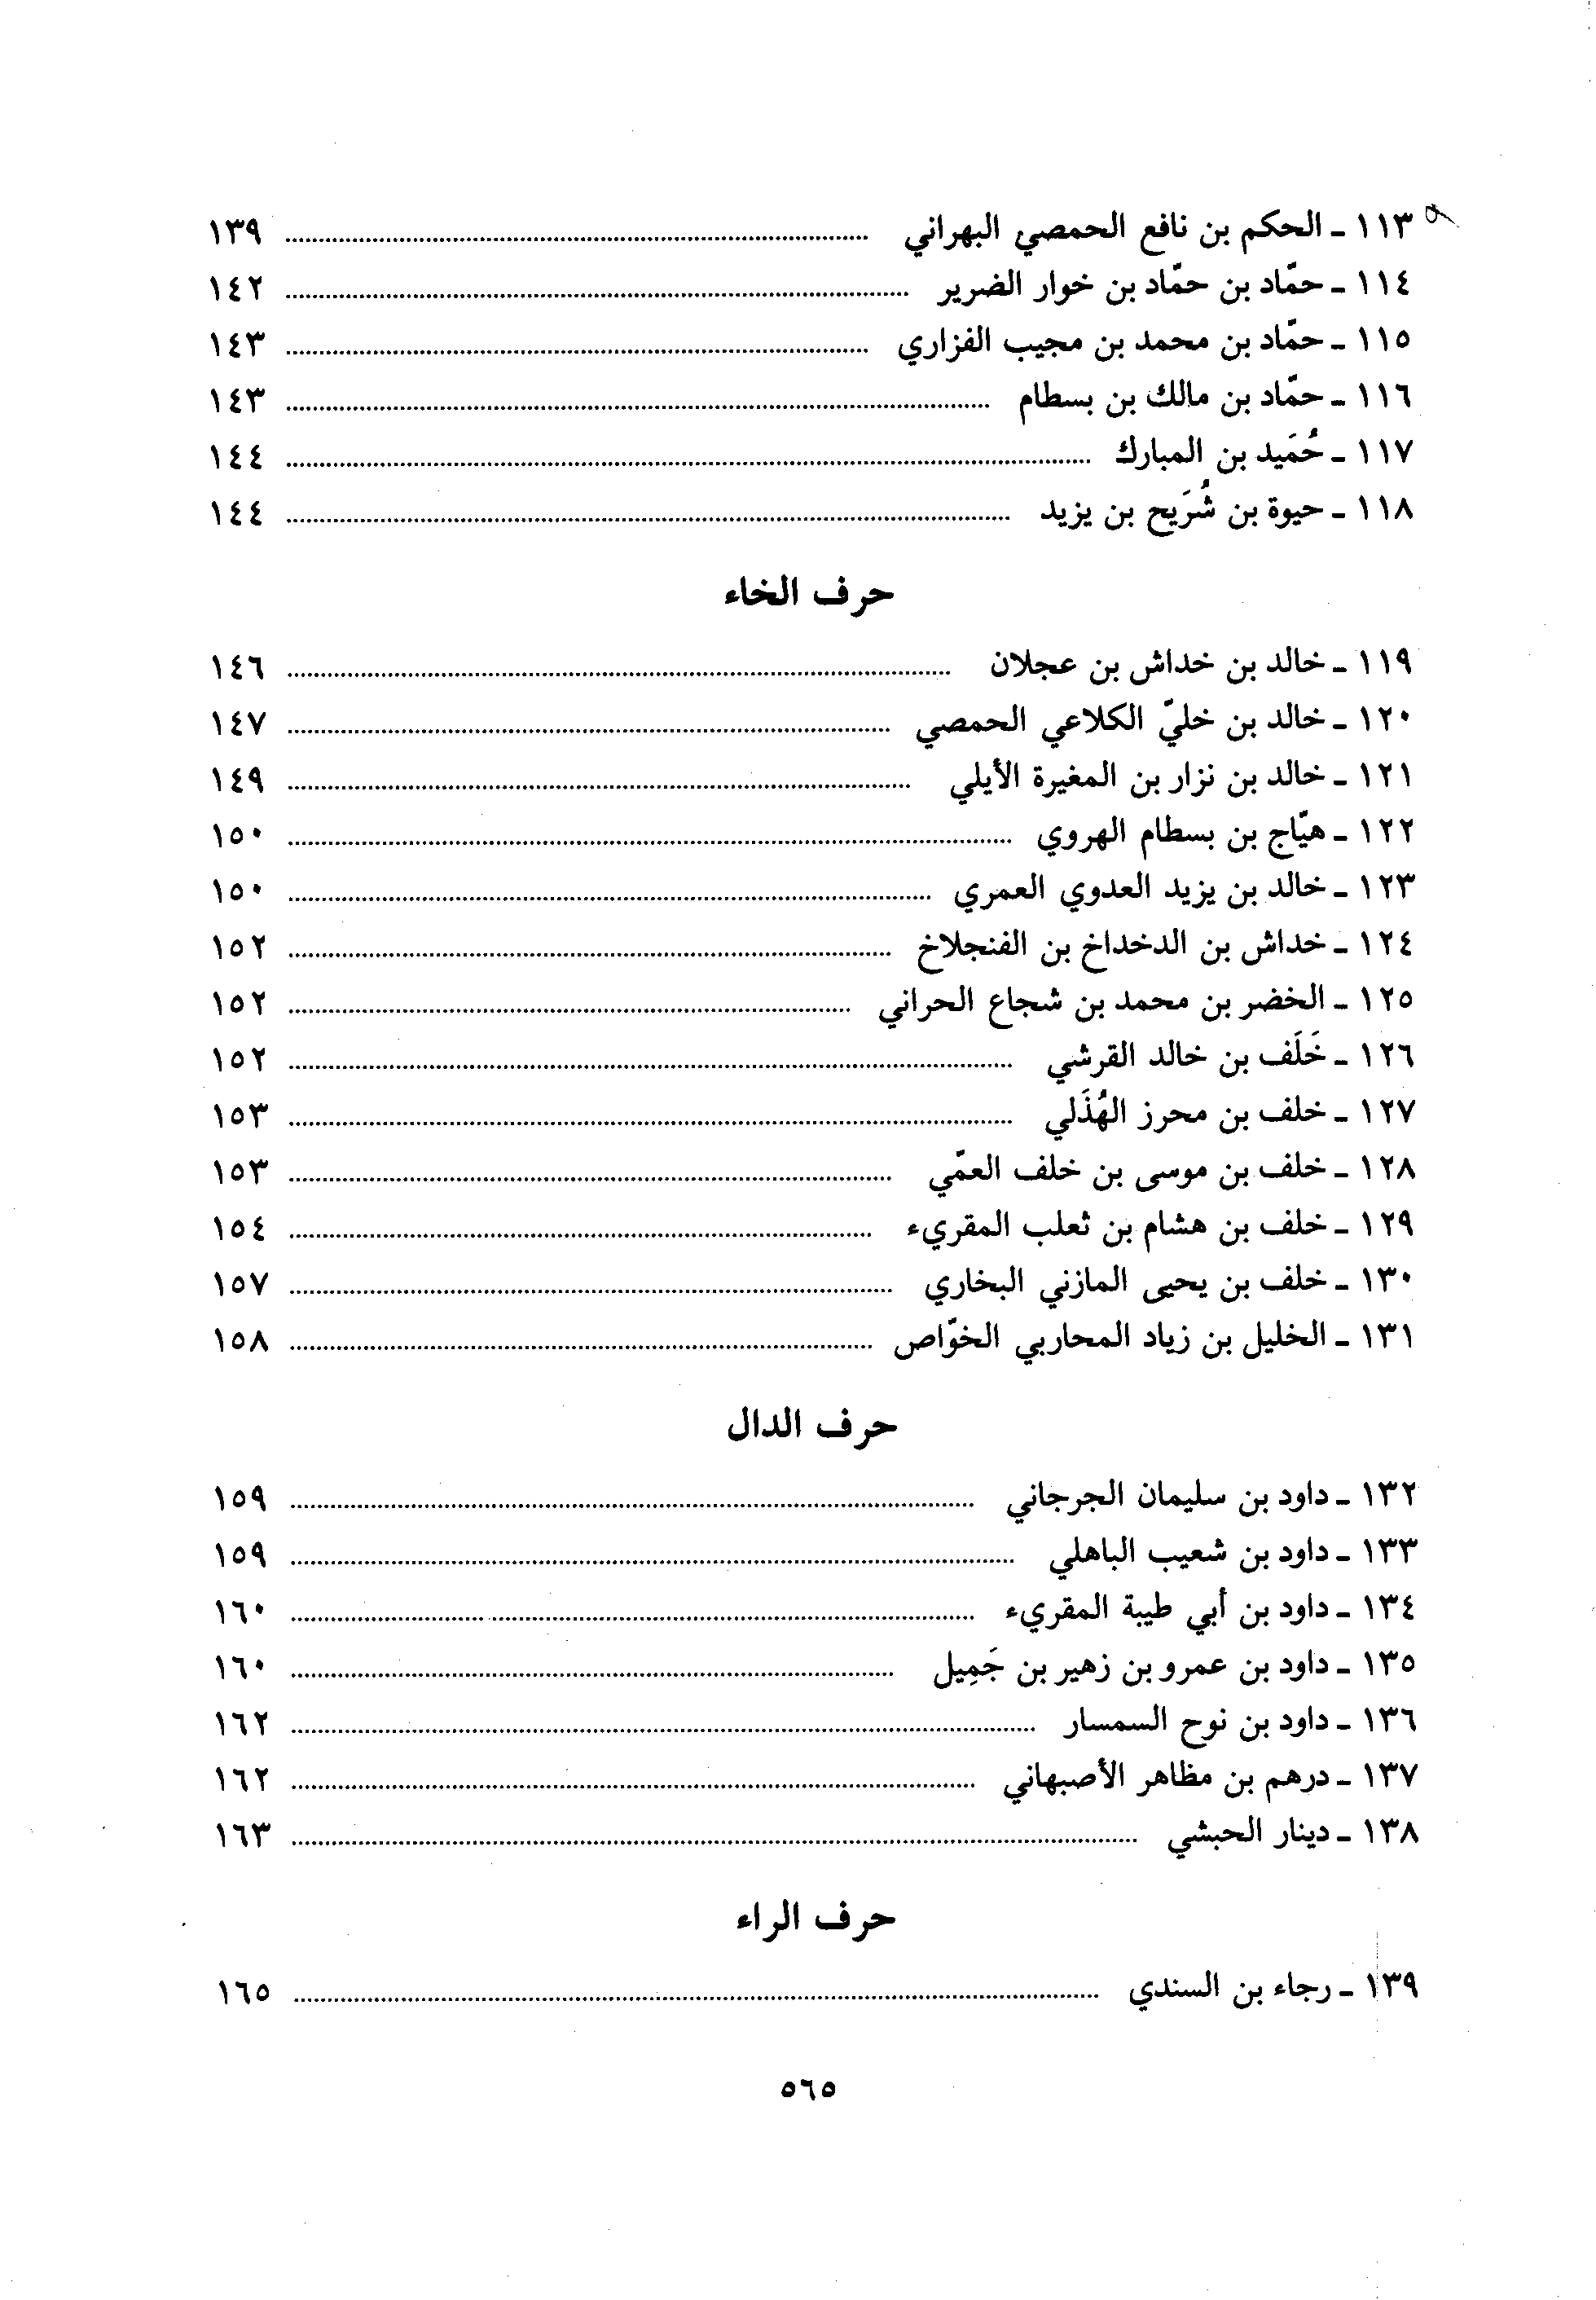 ١١٣ - الحكم بن نافع الحمصي البهراني .......... ١٣٩
١١٤ - حمّاد بن حمّاد بن خوار الضرير .......... ١٤٢
١١٥ - حمّاد بن محمد بن مجيب الفزاري .......... ١٤٣
١١٦ - حمّاد بن مالك بن بسطام .......... ١٤٣
١١٧ - حُمَيد بن المبارك .......... ١٤٤
١١٨ - حيوة بن شُرَيح بن يزيد .......... ١٤٤
حرف الخاء
١١٩ - خالد بن خداش بن عجلان .......... ١٤٦
١٢٠ - خالد بن خليّ الكلاعي الحمصي .......... ١٤٧
١٢١ - خالد بن نزار بن المغيرة الأيلي .......... ١٤٩
١٢٢ - هيّاج بن بسطام الهروي .......... ١٥٠
١٢٣ - خالد بن يزيد العدوي العمري .......... ١٥٠
١٢٤ - خداش بن الدخداخ بن الفنجلاخ .......... ١٥٢
١٢٥ - الخضر بن محمد بن شجاع الحراني .......... ١٥٢
١٢٦ - خَلَف بن خالد القرشي .......... ١٥٢
١٢٧ - خلف بن محرز الهُذَلي .......... ١٥٣
١٢٨ - خلف بن موسى بن خلف العمّي .......... ١٥٣
١٢٩ - خلف بن هشام بن ثعلب المقريء .......... ١٥٤
١٣٠ - خلف بن يحيى المازني البخاري .......... ١٥٧
١٣١ - الخليل بن زياد المحاربي الخوّاص .......... ١٥٨
حرف الدال
١٣٢ - داود بن سليمان الجرجاني .......... ١٥٩
١٣٣ - داود بن شعيب الباهلي .......... ١٥٩
١٣٤ - داود بن أبي طيبة المقريء .......... ١٦٠
١٣٥ - داود بن عمرو بن زهير بن جَمِيل .......... ١٦٠
١٣٦ - داود بن نوح السمسار .......... ١٦٢
١٣٧ - درهم بن مظاهر الأصبهاني .......... ١٦٢
١٣٨ - دينار الحبشي .......... ١٦٣
حرف الراء
١٣٩ - رجاء بن السندي .......... ١٦٥
٥٦٥